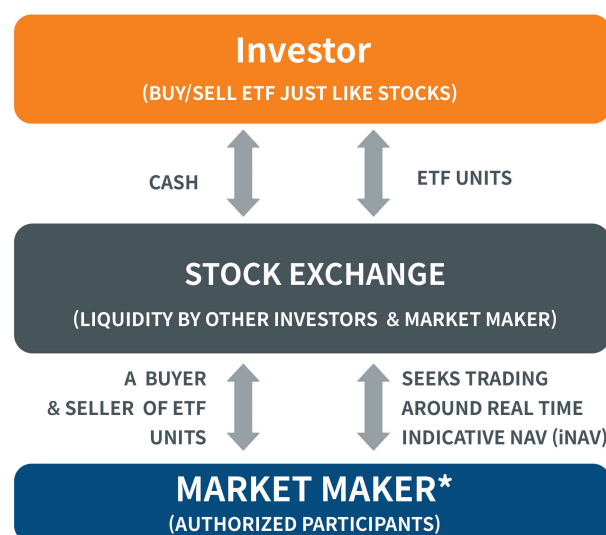 Investor
(BUY/SELL ETF JUST LIKE STOCKS)
CASH
ETF UNITS
STOCK EXCHANGE
(LIQUIDITY BY OTHER INVESTORS & MARKET MAKER)
A BUYER
& SELLER OF ETF
UNITS
SEEKS TRADING
AROUND REAL TIME
INDICATIVE NAV (iNAV)
MARKET MAKER*
(AUTHORIZED PARTICIPANTS)